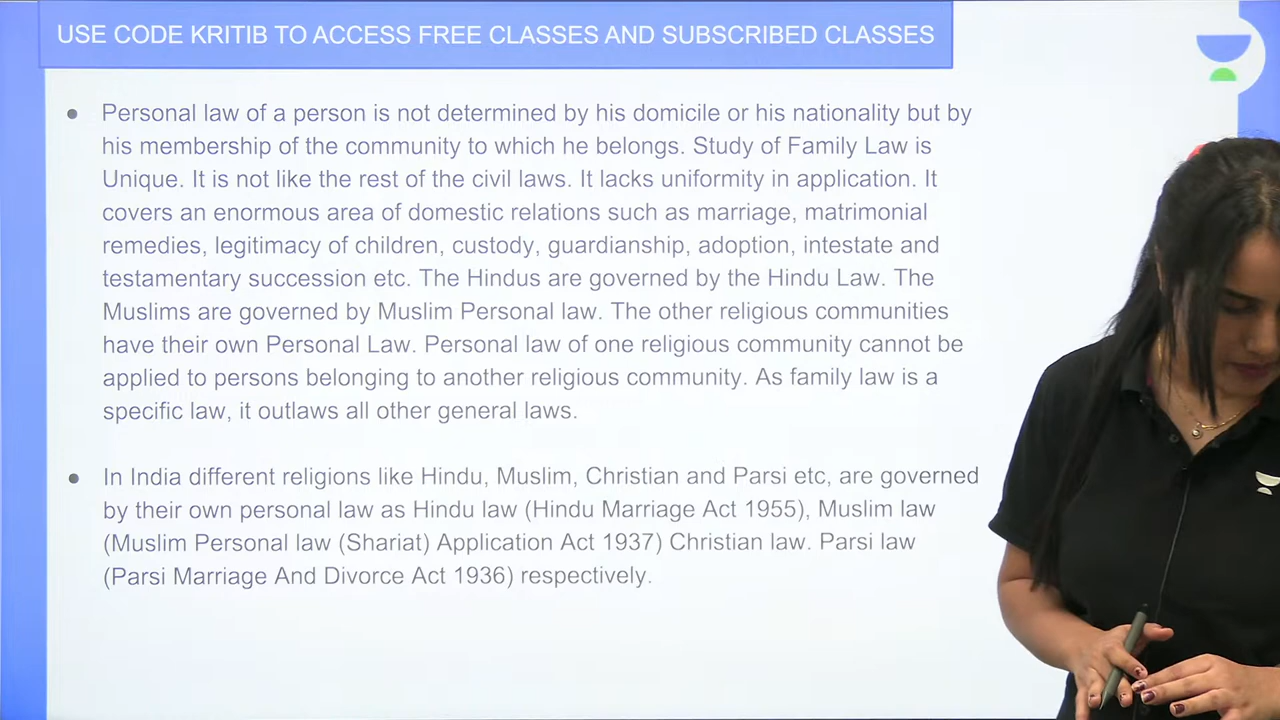 USE CODE KRITIB TO ACCESS FREE CLASSES AND SUBSCRIBED CLASSES
● Personal law of a person is not determined by his domicile or his nationality but by
his membership of the community to which he belongs. Study of Family Law is
Unique. It is not like the rest of the civil laws. It lacks uniformity in application. It
covers an enormous area of domestic relations such as marriage, matrimonial
remedies, legitimacy of children, custody, guardianship, adoption, intestate and
testamentary succession etc. The Hindus are governed by the Hindu Law. The
Muslims are governed by Muslim Personal law. The other religious communities
have their own Personal Law. Personal law of one religious community cannot be
applied to persons belonging to another religious community. As family law is a
specific law, it outlaws all other general laws.
● In India different religions like Hindu, Muslim, Christian and Parsi etc, are governed
by their own personal law as Hindu law (Hindu Marriage Act 1955), Muslim law
(Muslim Personal law (Shariat) Application Act 1937) Christian law. Parsi law
(Parsi Marriage And Divorce Act 1936) respectively.